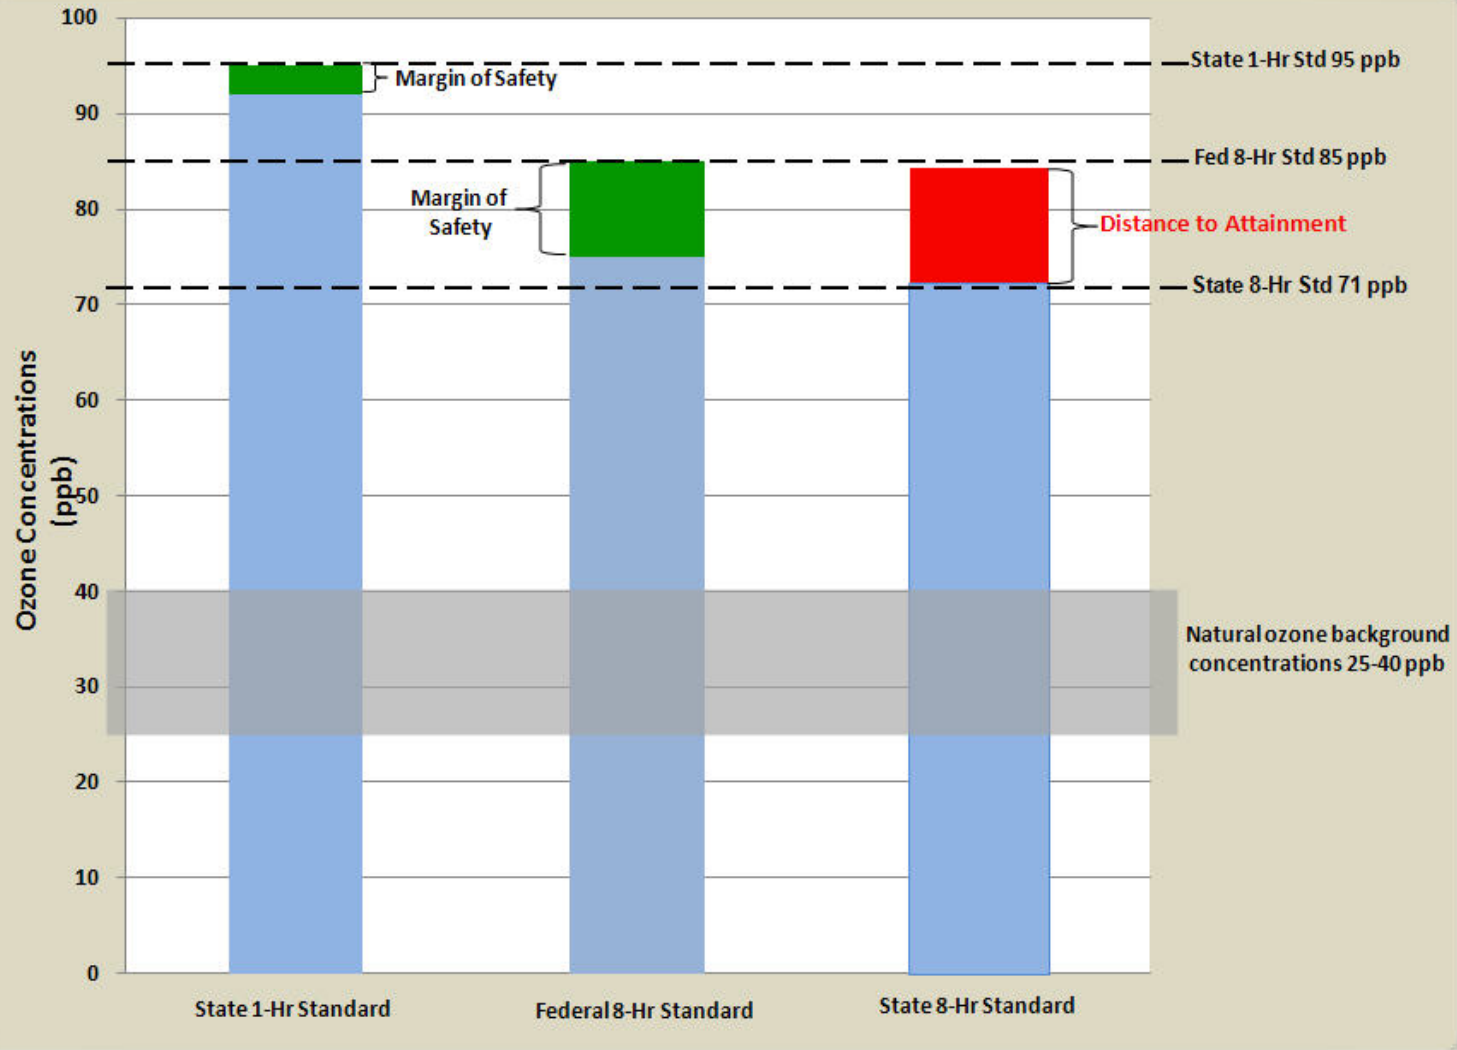 100
State 1-Hr Std 95 ppb
Margin of Safety
90
Fed 8-Hr Std 85 ppb
Margin of
Safety
80
Distance to Attainment
State 8-Hr Std 71 ppb
70
60
Ozone Concentrations
(ppb)
50
40
Natural ozone background
concentrations 25-40 ppb
30
20
10
0
State 1-Hr Standard
Federal 8-Hr Standard
State 8-Hr Standard